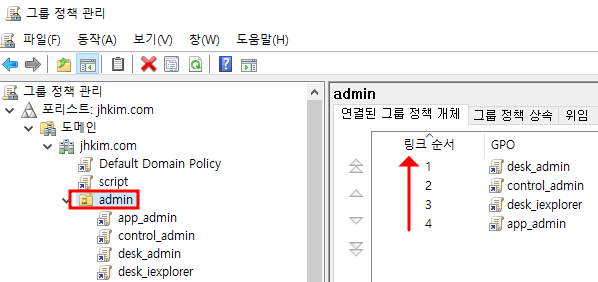 그룹 정책 관리
파일(F) 동작(A) 보기(V) 창(W) 도움말(H)
그룹 정책 관리
포리스트: jhkim.com
도메인
jhkim.com
Default Domain Policy
script
admin
app_admin
control_admin
desk_admin
desk_iexplorer
admin
연결된 그룹 정책 개체 그룹 정책 상속 위임
링크 순서 GPO
1 desk_admin
2 control_admin
3 desk_iexplorer
4 app_admin